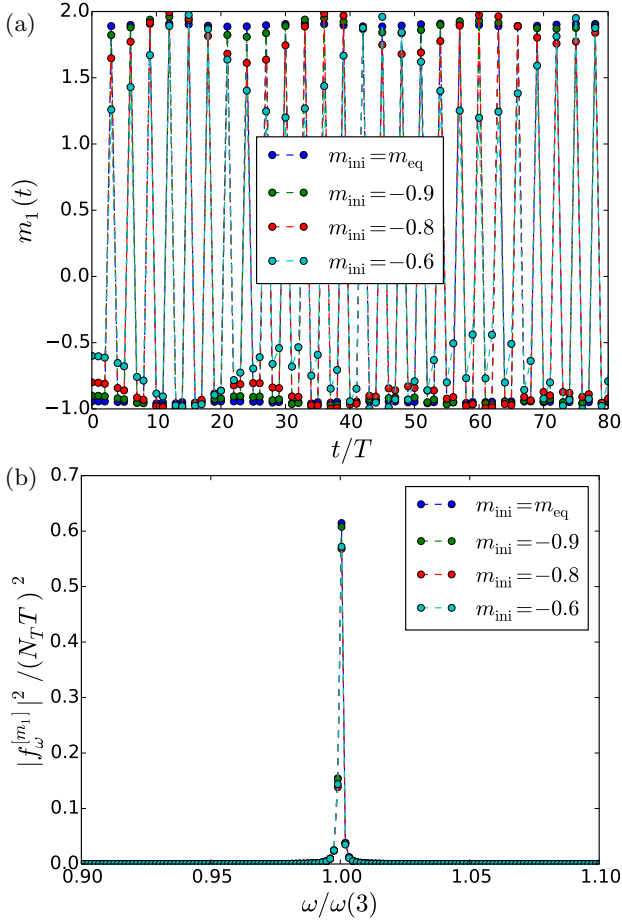 (a)
2.0
1.5
1.0
0.5
0.0
−0.5
−1.0
m₁(t)
m_ini=m_eq
m_ini=−0.9
m_ini=−0.8
m_ini=−0.6
0 10 20 30 40 50 60 70 80
t/T
(b)
0.7
0.6
0.5
0.4
0.3
0.2
0.1
0.0
|f_ω^[m₁]|²/(N_T T)²
m_ini=m_eq
m_ini=−0.9
m_ini=−0.8
m_ini=−0.6
0.90 0.95 1.00 1.05 1.10
ω/ω(3)